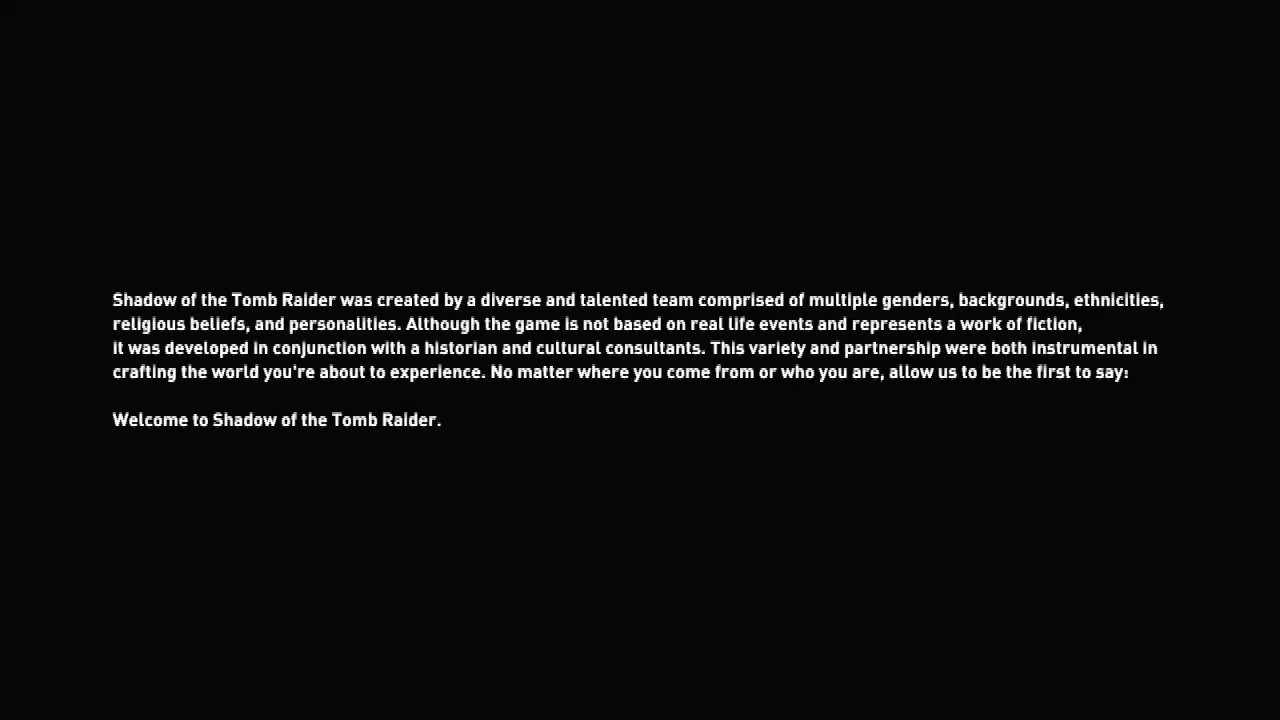 Shadow of the Tomb Raider was created by a diverse and talented team comprised of multiple genders, backgrounds, ethnicities,
religious beliefs, and personalities. Although the game is not based on real life events and represents a work of fiction,
it was developed in conjunction with a historian and cultural consultants. This variety and partnership were both instrumental in
crafting the world you're about to experience. No matter where you come from or who you are, allow us to be the first to say:
Welcome to Shadow of the Tomb Raider.